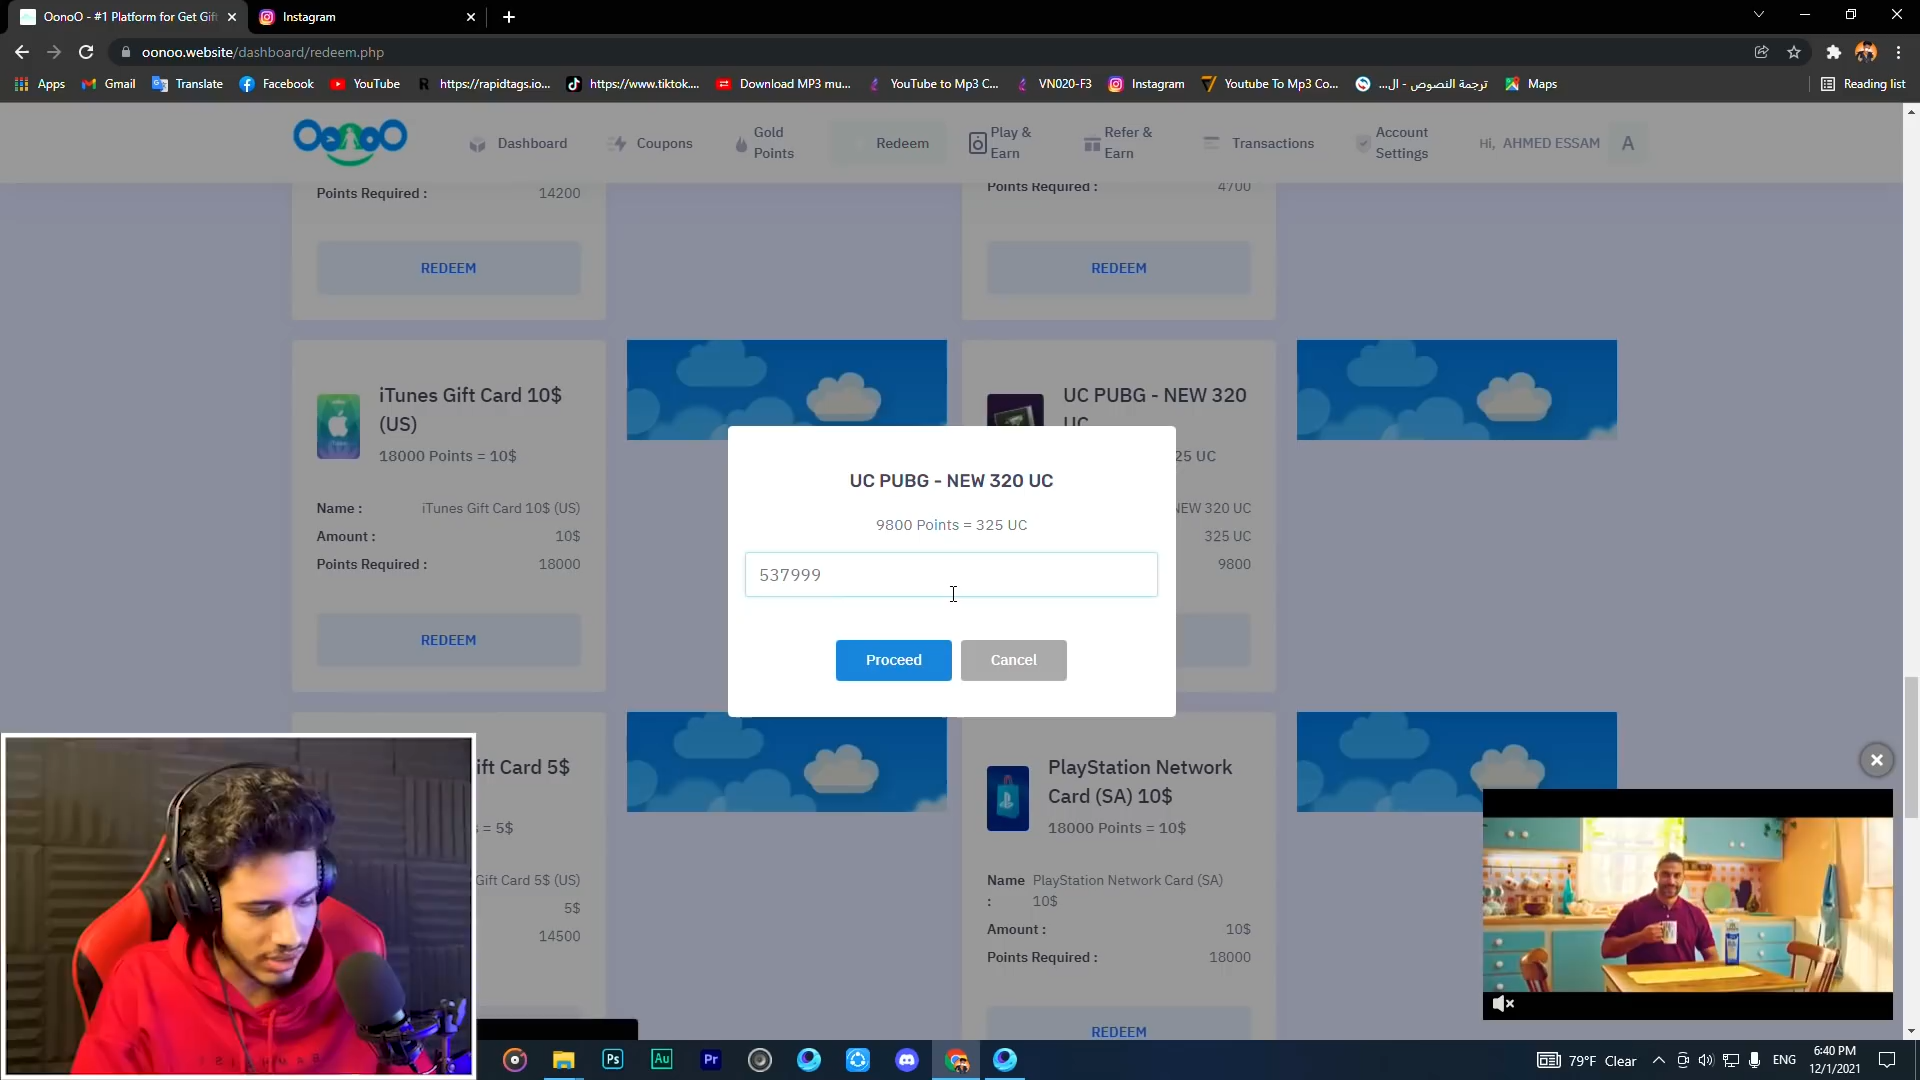 OonoO - #1 Platform for Get Gif
Instagram
oonoo.website/dashboard/redeem.php
Apps
Gmail
Translate
Facebook
YouTube
https://rapidtags.io...
https://www.tiktok....
Download MP3 mu...
YouTube to Mp3 C...
VN020-F3
Instagram
Youtube To Mp3 Co...
ترجمة النصوص - ال...
Maps
Reading list
OonoO
Dashboard
Coupons
Gold
Points
Redeem
Play &
Earn
Refer &
Earn
Transactions
Account
Settings
Hi, AHMED ESSAM
A
Points Required : 14200
REDEEM
Points Required : 4700
REDEEM
iTunes Gift Card 10$
(US)
18000 Points = 10$
Name : iTunes Gift Card 10$ (US)
Amount : 10$
Points Required : 18000
REDEEM
UC PUBG - NEW 320
UC
25 UC
NEW 320 UC
325 UC
9800
UC PUBG - NEW 320 UC
9800 Points = 325 UC
537999
Proceed
Cancel
ift Card 5$
= 5$
Gift Card 5$ (US)
5$
14500
PlayStation Network
Card (SA) 10$
18000 Points = 10$
Name : PlayStation Network Card (SA)
10$
Amount : 10$
Points Required : 18000
REDEEM
Ps
Au
Pr
79°F Clear
ENG
6:40 PM
12/1/2021